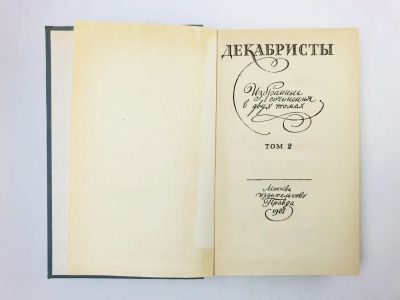 ДЕКАБРИСТЫ
Избранные
сочинения
в двух томах
ТОМ 2
Москва
издательство
Правда
1987